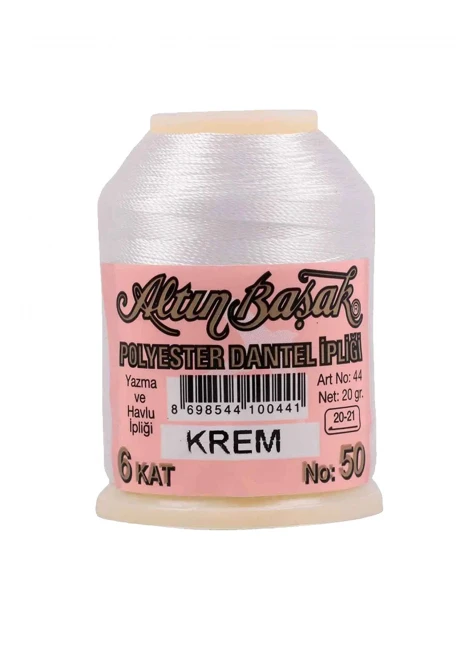 Altın Başak ®
POLYESTER DANTEL İPLİĞİ
Yazma
ve
Havlu
İpliği
8 698544 100441
Art No: 44
Net: 20 gr.
20-21
KREM
6 KAT
No: 50